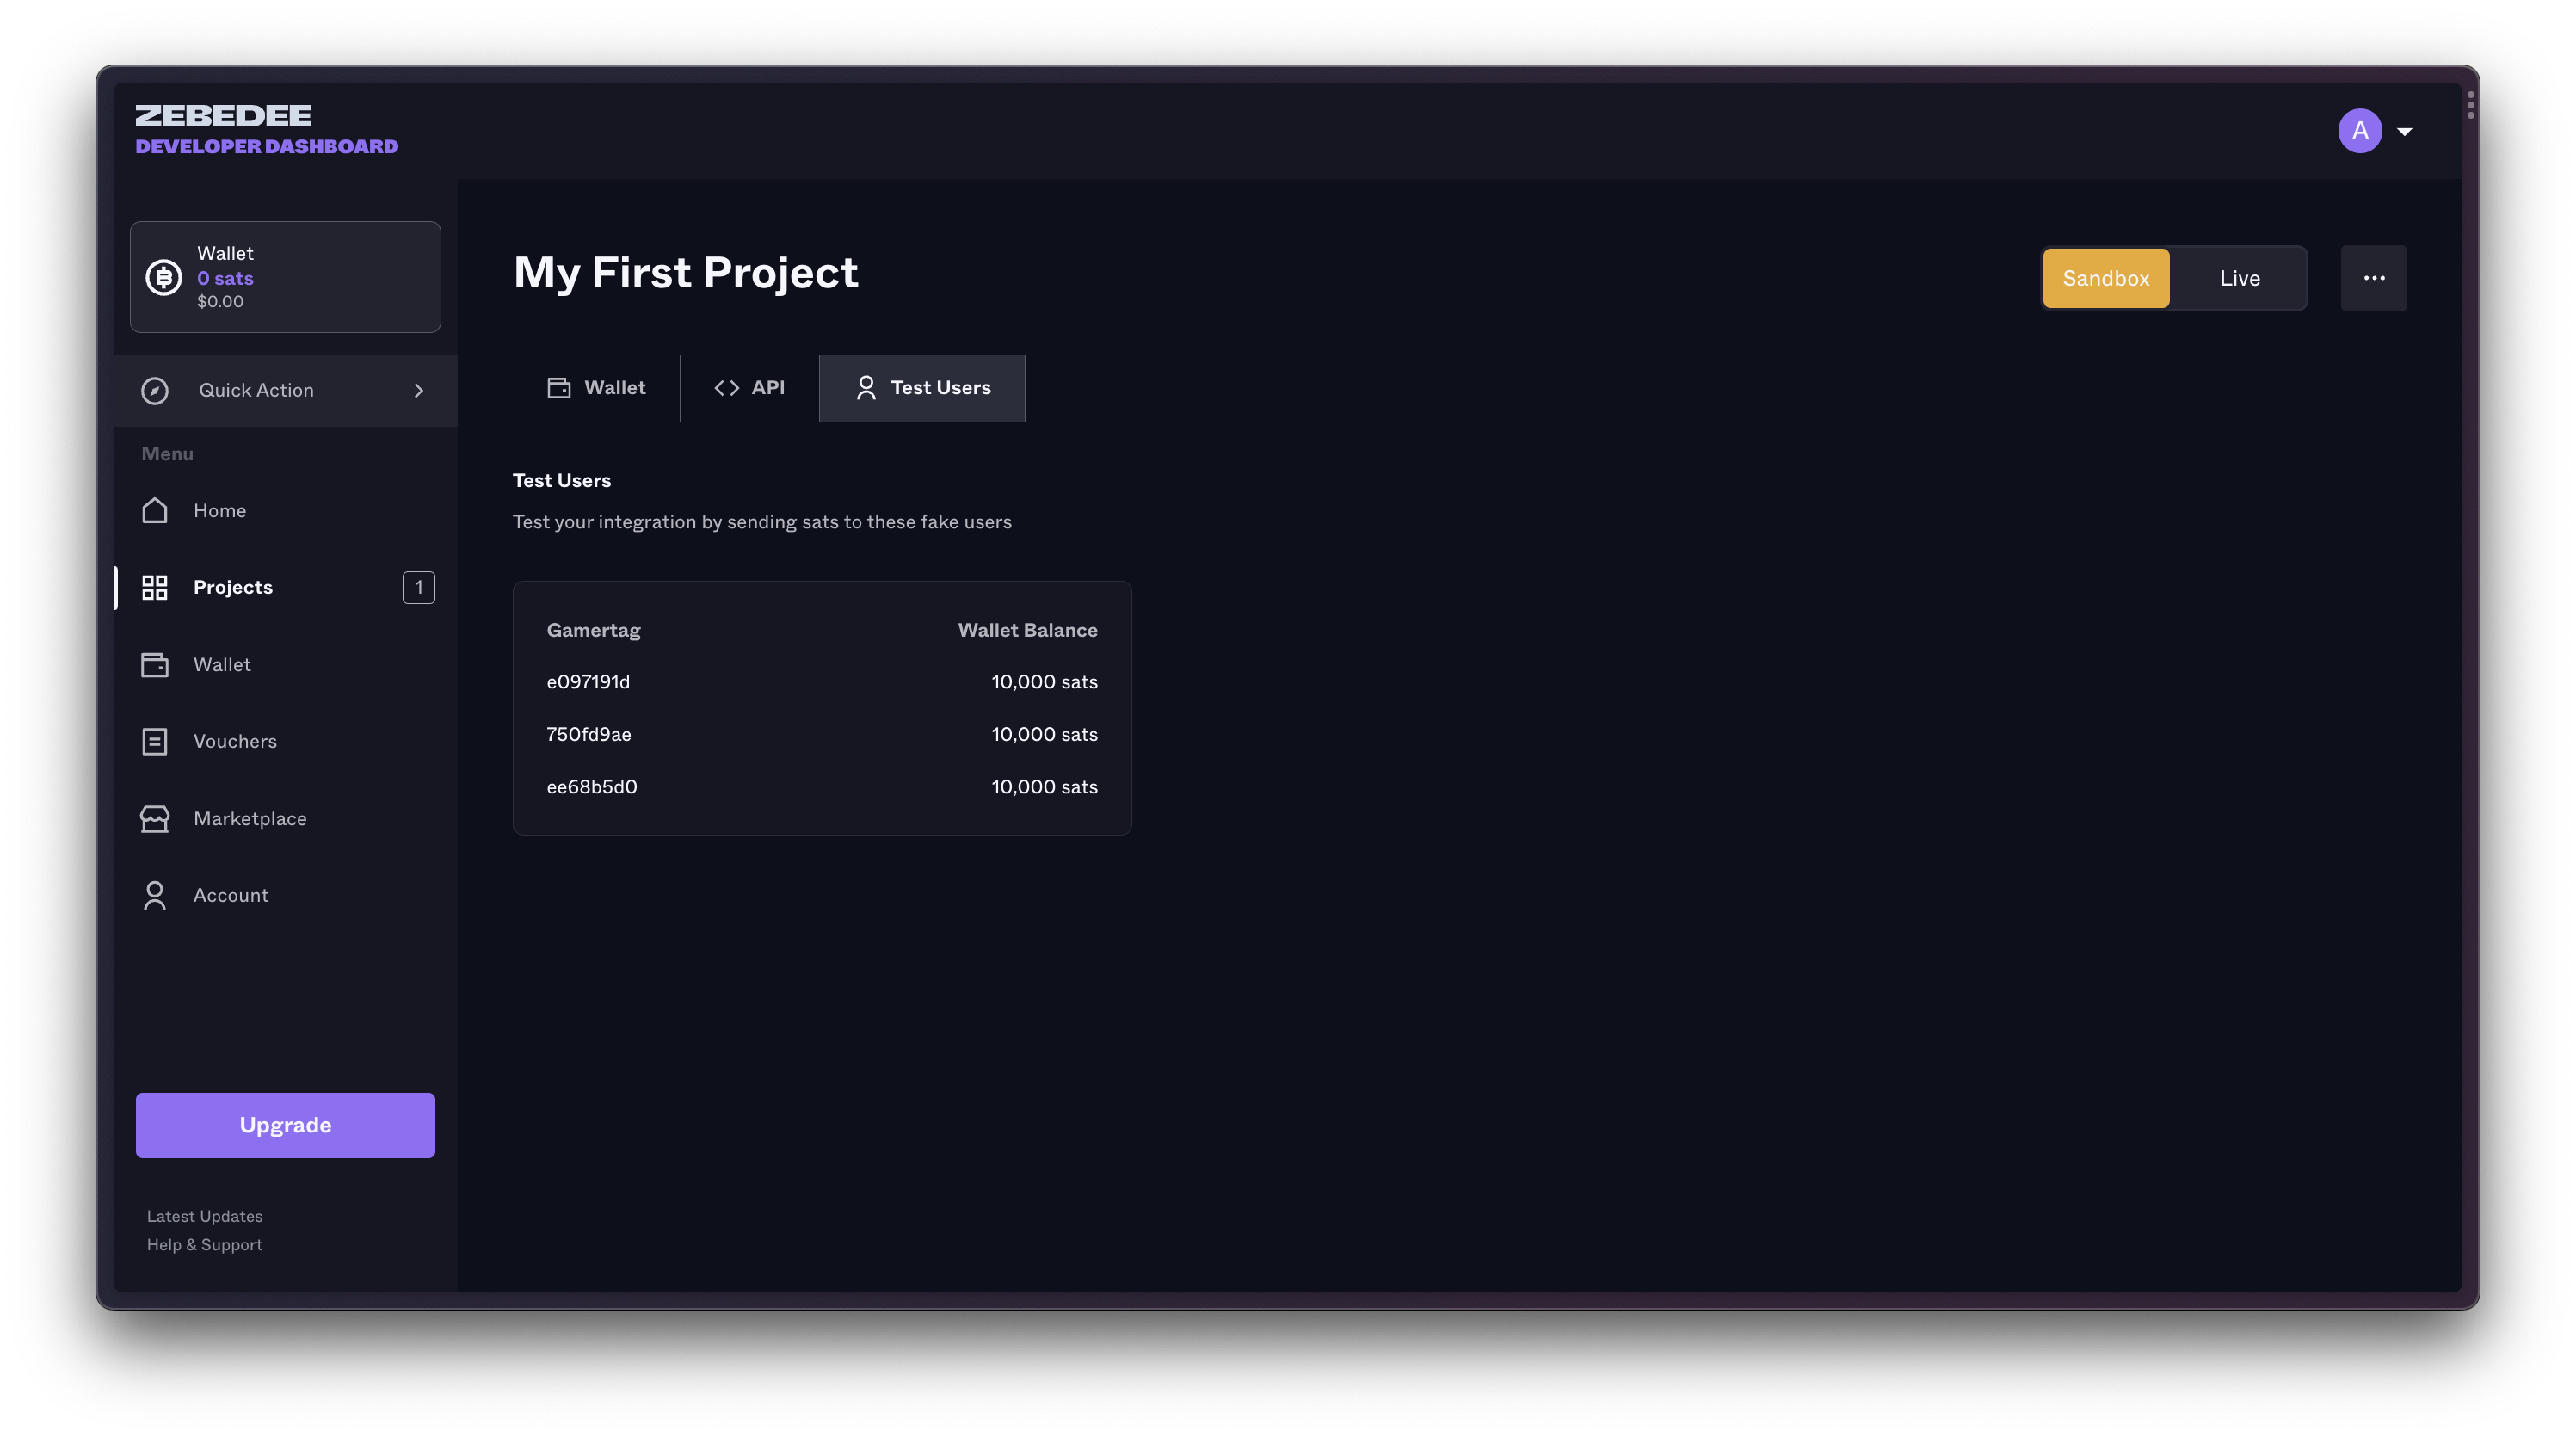 ZEBEDEE
DEVELOPER DASHBOARD
A
Wallet
0 sats
$0.00
Quick Action
Menu
Home
Projects 1
Wallet
Vouchers
Marketplace
Account
Upgrade
Latest Updates
Help & Support
My First Project
Sandbox Live
Wallet API Test Users
Test Users
Test your integration by sending sats to these fake users
Gamertag Wallet Balance
e097191d 10,000 sats
750fd9ae 10,000 sats
ee68b5d0 10,000 sats